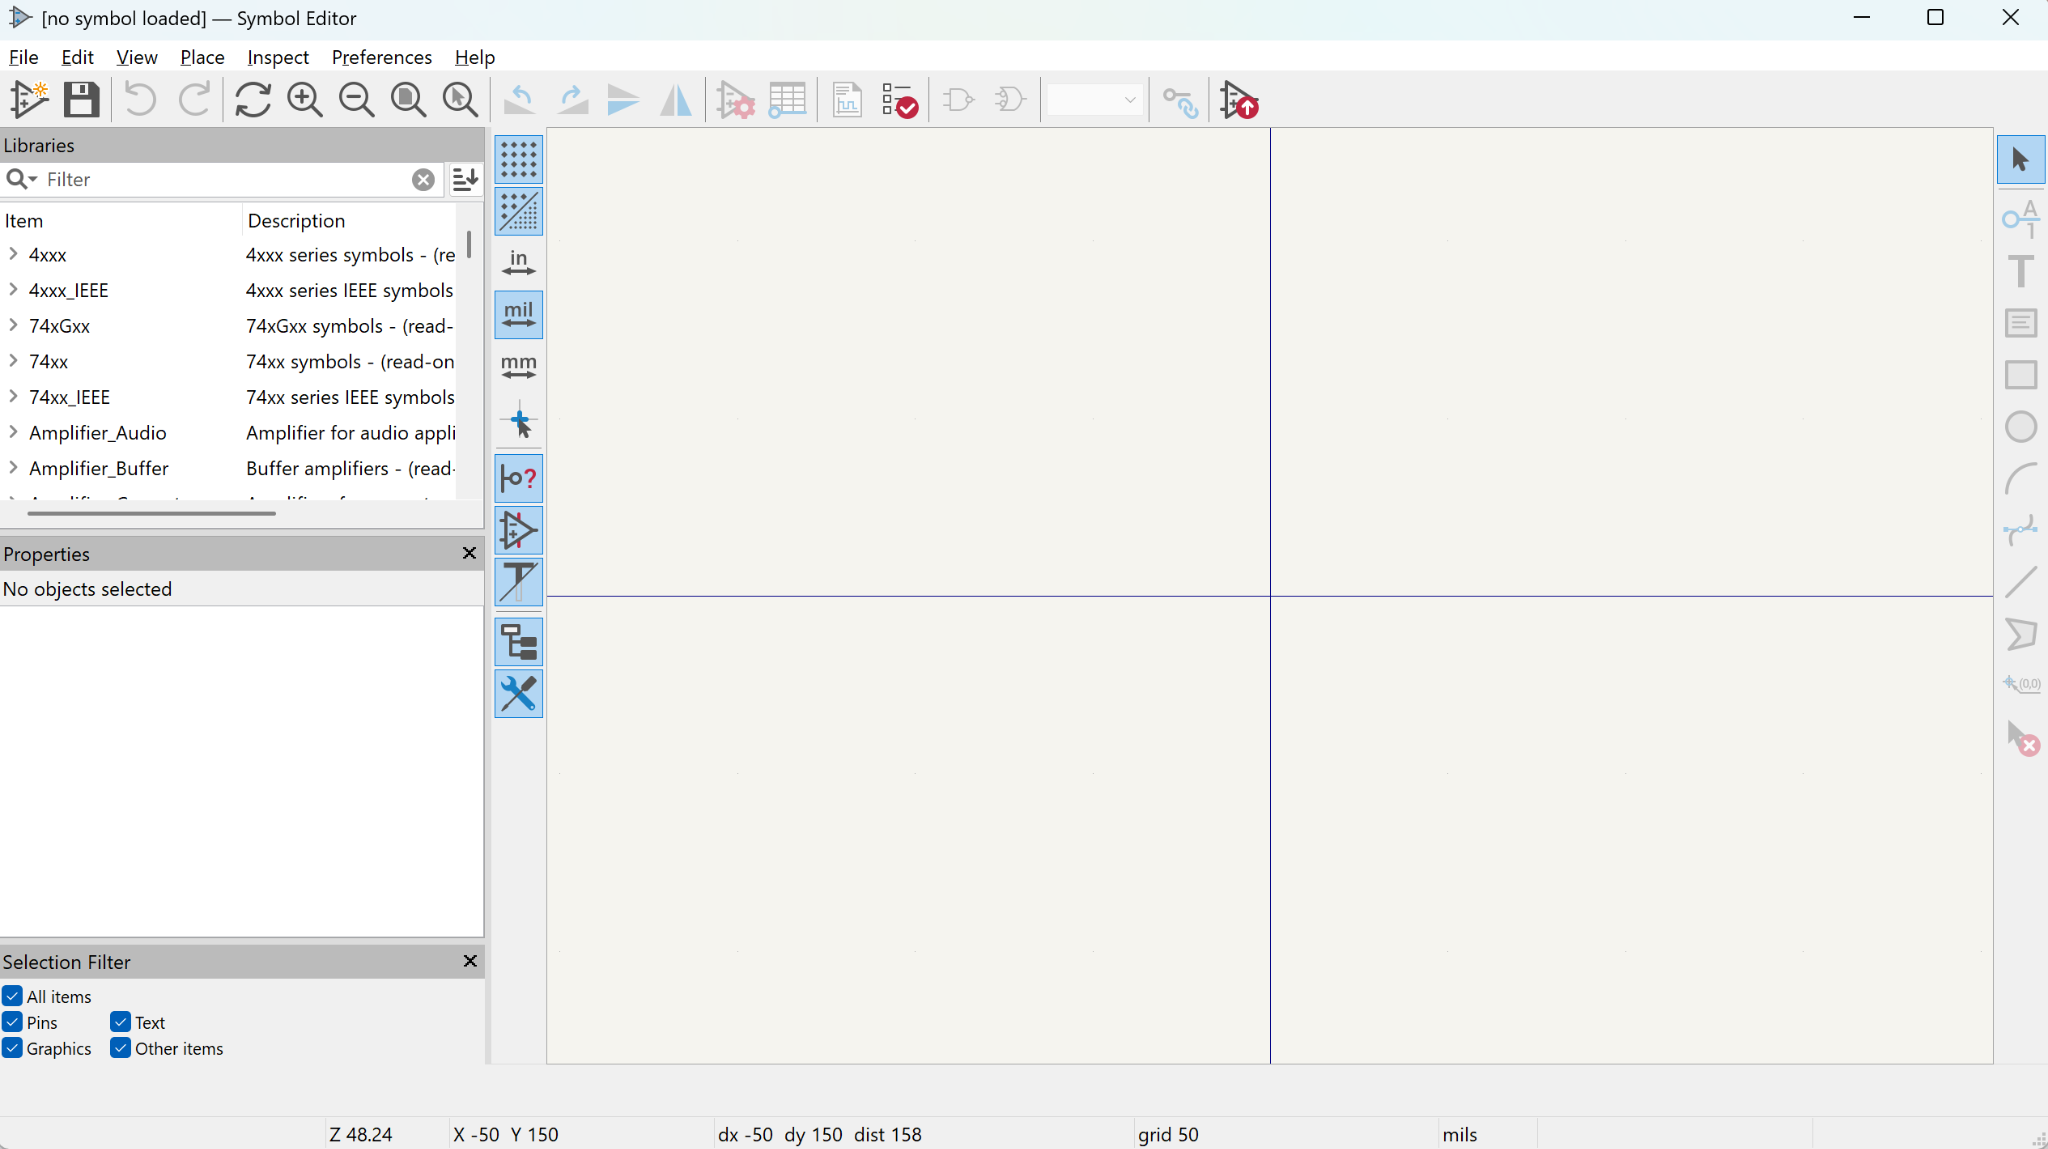 [no symbol loaded] — Symbol Editor
File Edit View Place Inspect Preferences Help
Libraries
Filter
Item Description
4xxx 4xxx series symbols - (re
4xxx_IEEE 4xxx series IEEE symbols
74xGxx 74xGxx symbols - (read-
74xx 74xx symbols - (read-on
74xx_IEEE 74xx series IEEE symbols
Amplifier_Audio Amplifier for audio appli
Amplifier_Buffer Buffer amplifiers - (read-
in
mil
mm
Properties
No objects selected
Selection Filter
All items
Pins Text
Graphics Other items
A
1
T
(0,0)
Z 48.24 X -50 Y 150 dx -50 dy 150 dist 158 grid 50 mils